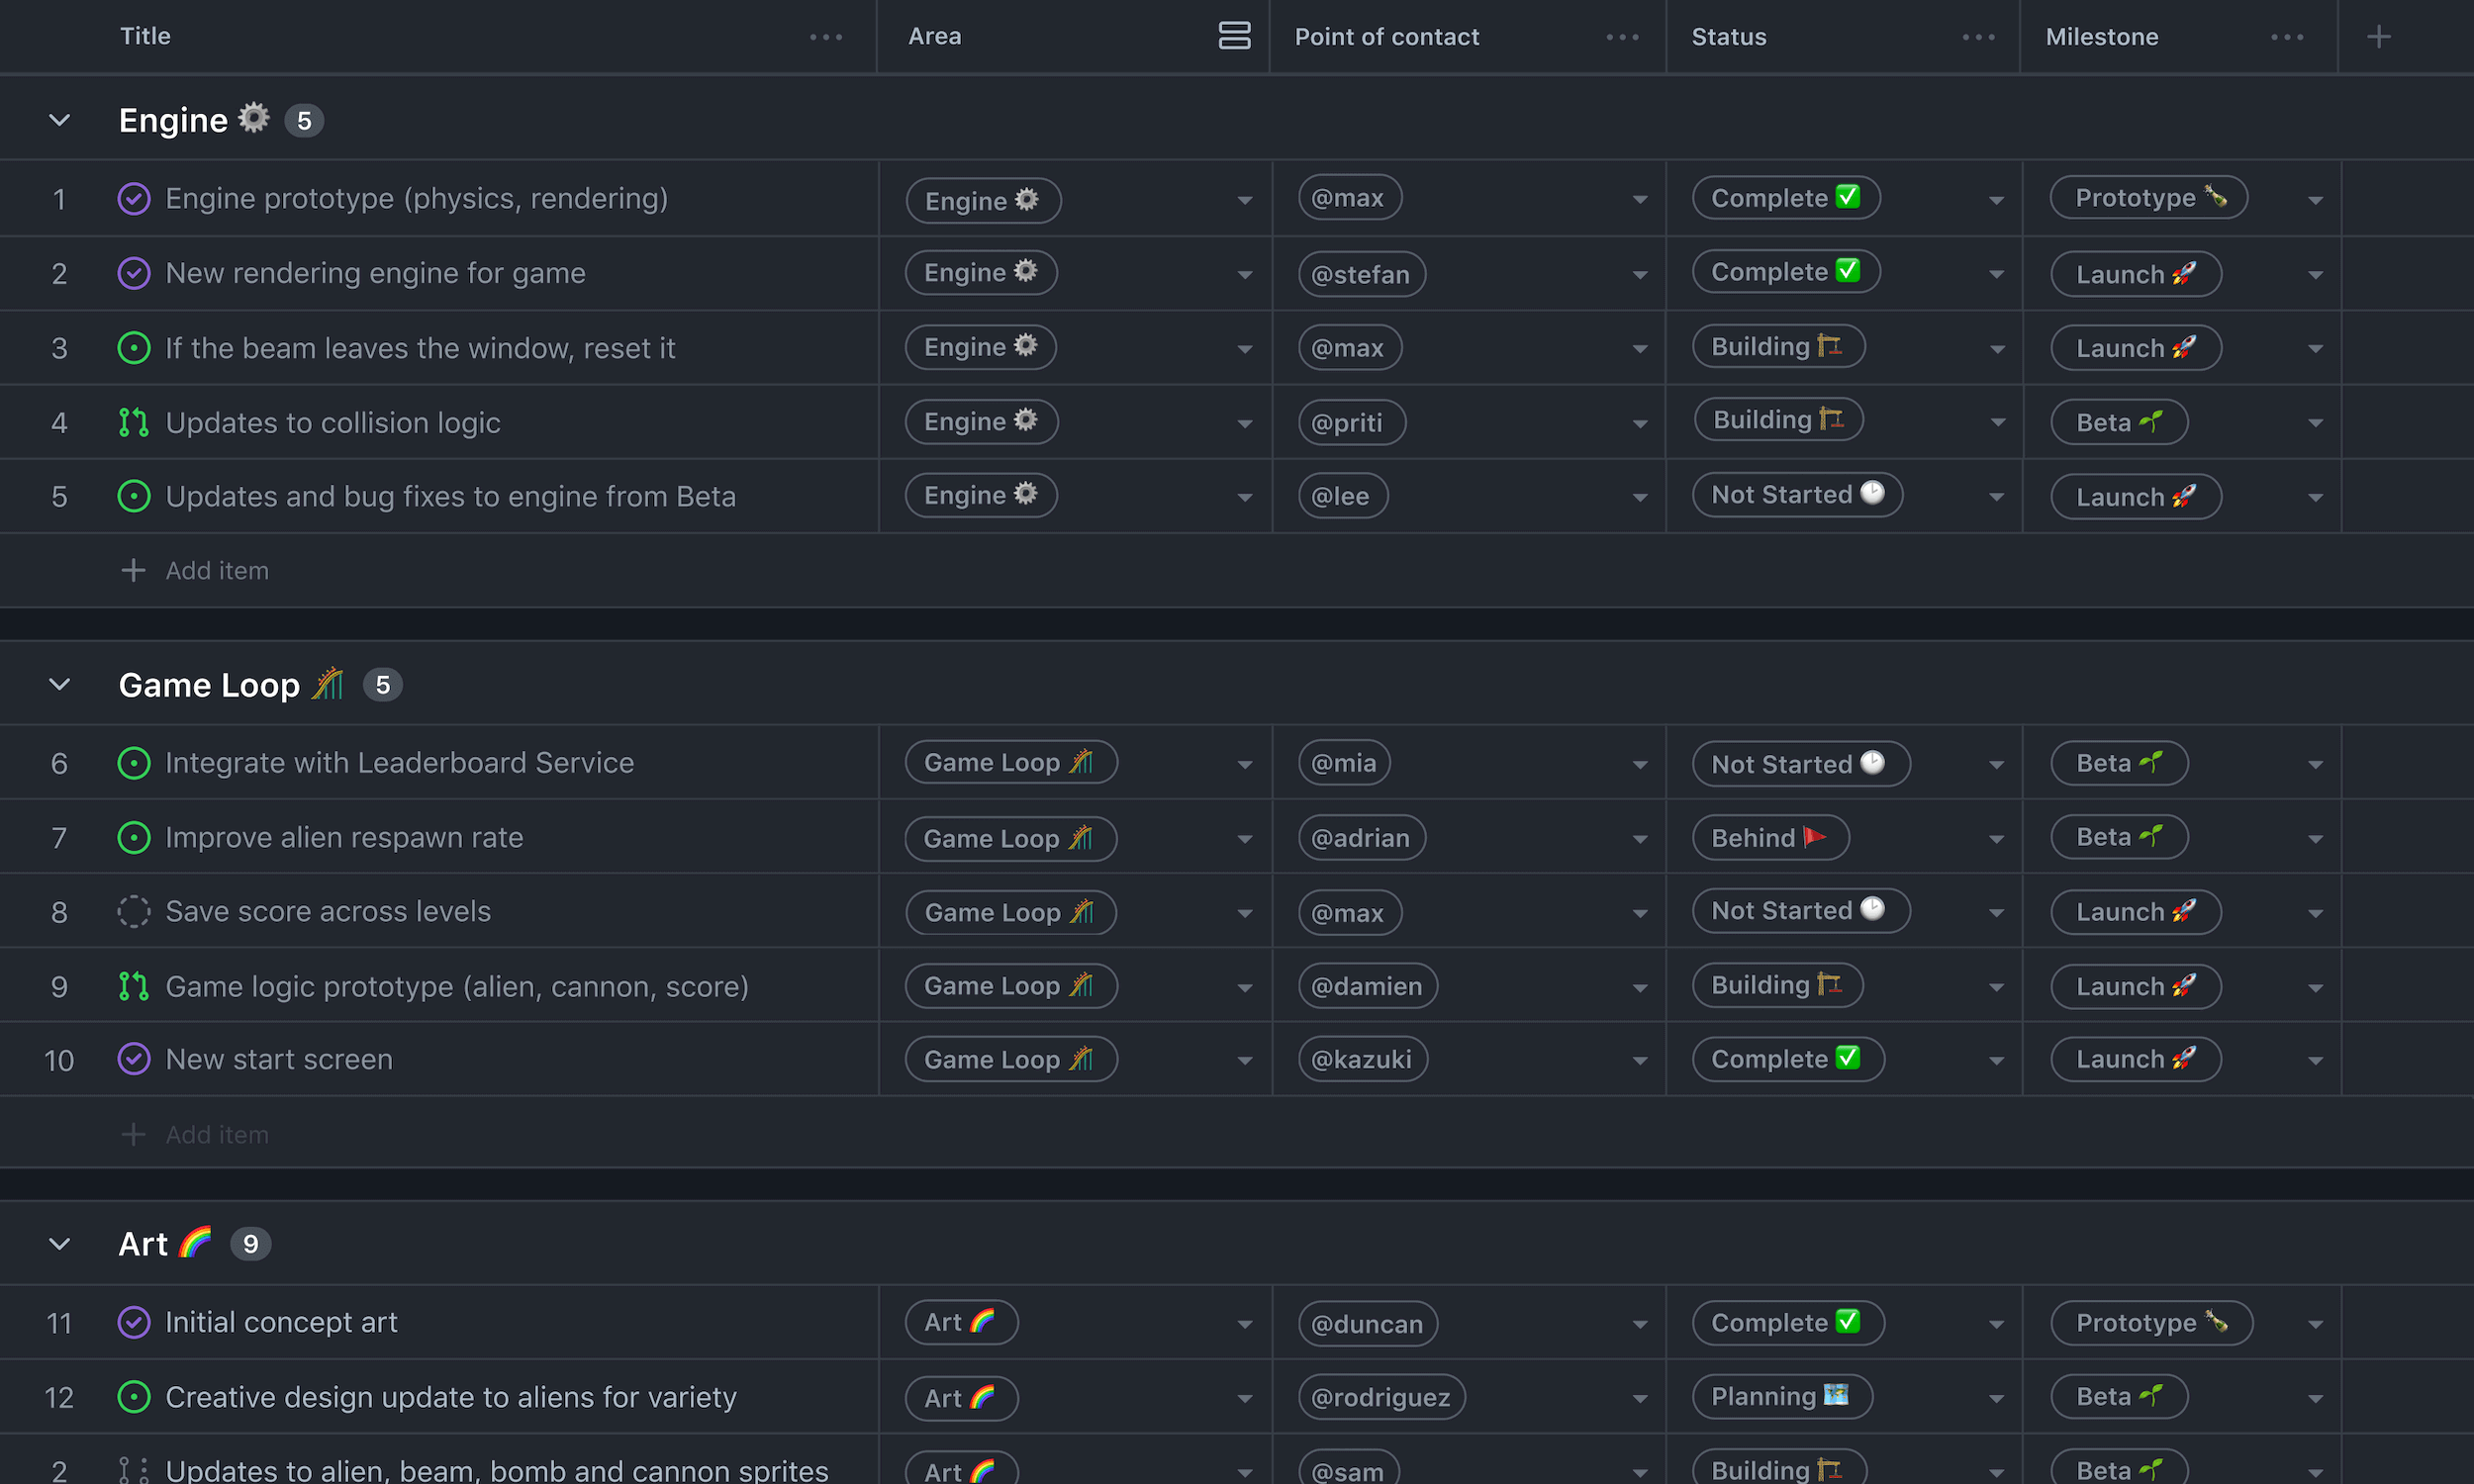 Title Area Point of contact Status Milestone
Engine ⚙️ 5
1 Engine prototype (physics, rendering) Engine ⚙️ @max Complete ✅ Prototype 🍾
2 New rendering engine for game Engine ⚙️ @stefan Complete ✅ Launch 🚀
3 If the beam leaves the window, reset it Engine ⚙️ @max Building 🏗️ Launch 🚀
4 Updates to collision logic Engine ⚙️ @priti Building 🏗️ Beta 🌱
5 Updates and bug fixes to engine from Beta Engine ⚙️ @lee Not Started 🕒 Launch 🚀
Add item
Game Loop 🎢 5
6 Integrate with Leaderboard Service Game Loop 🎢 @mia Not Started 🕒 Beta 🌱
7 Improve alien respawn rate Game Loop 🎢 @adrian Behind 🚩 Beta 🌱
8 Save score across levels Game Loop 🎢 @max Not Started 🕒 Launch 🚀
9 Game logic prototype (alien, cannon, score) Game Loop 🎢 @damien Building 🏗️ Launch 🚀
10 New start screen Game Loop 🎢 @kazuki Complete ✅ Launch 🚀
Add item
Art 🌈 9
11 Initial concept art Art 🌈 @duncan Complete ✅ Prototype 🍾
12 Creative design update to aliens for variety Art 🌈 @rodriguez Planning 🗺️ Beta 🌱
2 Updates to alien, beam, bomb and cannon sprites Art 🌈 @sam Building 🏗️ Beta 🌱